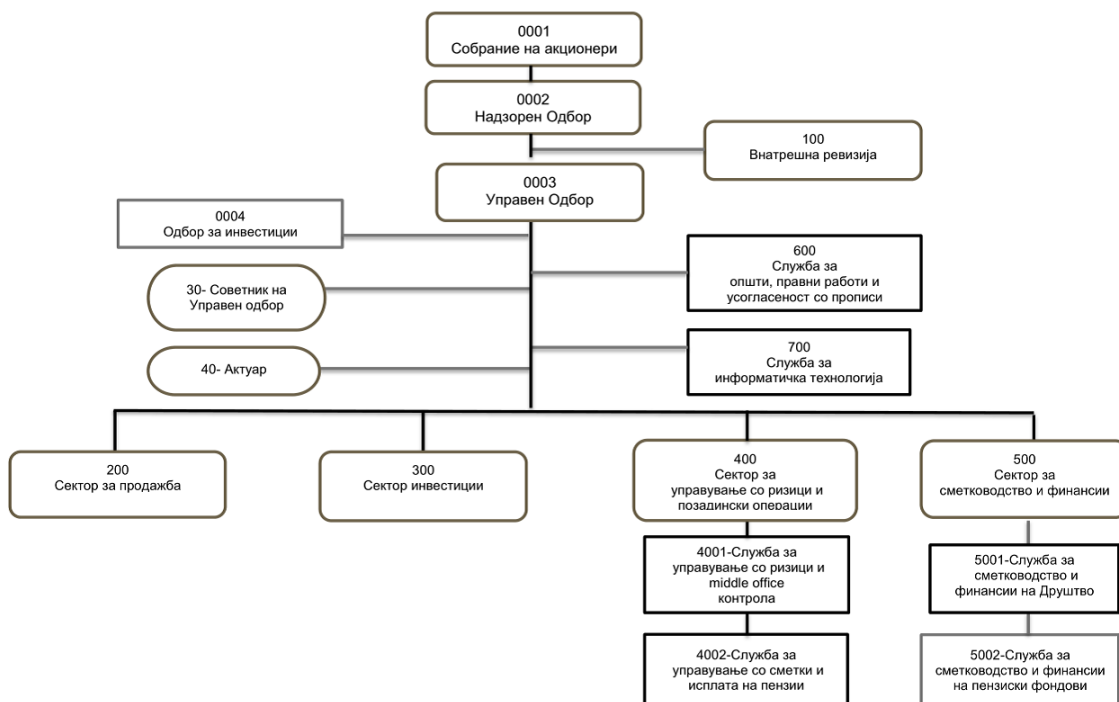 0001
Собрание на акционери
0002
Надзорен Одбор
100
Внатрешна ревизија
0003
Управен Одбор
0004
Одбор за инвестиции
600
Служба за
општи, правни работи и
усогласеност со прописи
30- Советник на
Управен одбор
700
Служба за
информатичка технологија
40- Актуар
200
Сектор за продажба
300
Сектор инвестиции
400
Сектор за
управување со ризици и
позадински операции
500
Сектор за
сметководство и финансии
4001-Служба за
управување со ризици и
middle office
контрола
5001-Служба за
сметководство и
финансии на Друштво
4002-Служба за
управување со сметки и
исплата на пензии
5002-Служба за
сметководство и финансии
на пензиски фондови